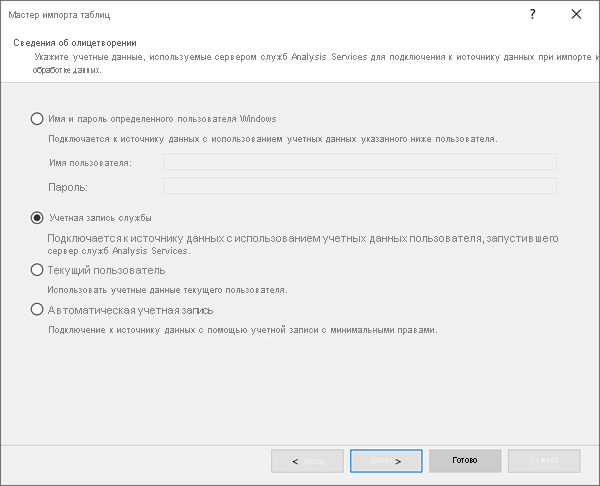 Мастер импорта таблиц
?
Сведения об олицетворении
Укажите учетные данные, используемые сервером служб Analysis Services для подключения к источнику данных при импорте и
обработке данных.
Имя и пароль определенного пользователя Windows
Подключается к источнику данных с использованием учетных данных указанного ниже пользователя.
Имя пользователя:
Пароль:
Учетная запись службы
Подключается к источнику данных с использованием учетных данных пользователя, запустившего
сервер служб Analysis Services.
Текущий пользователь
Использовать учетные данные текущего пользователя.
Автоматическая учетная запись
Подключение к источнику данных с помощью учетной записи с минимальными правами.
< Назад
Далее >
Готово
Отмена